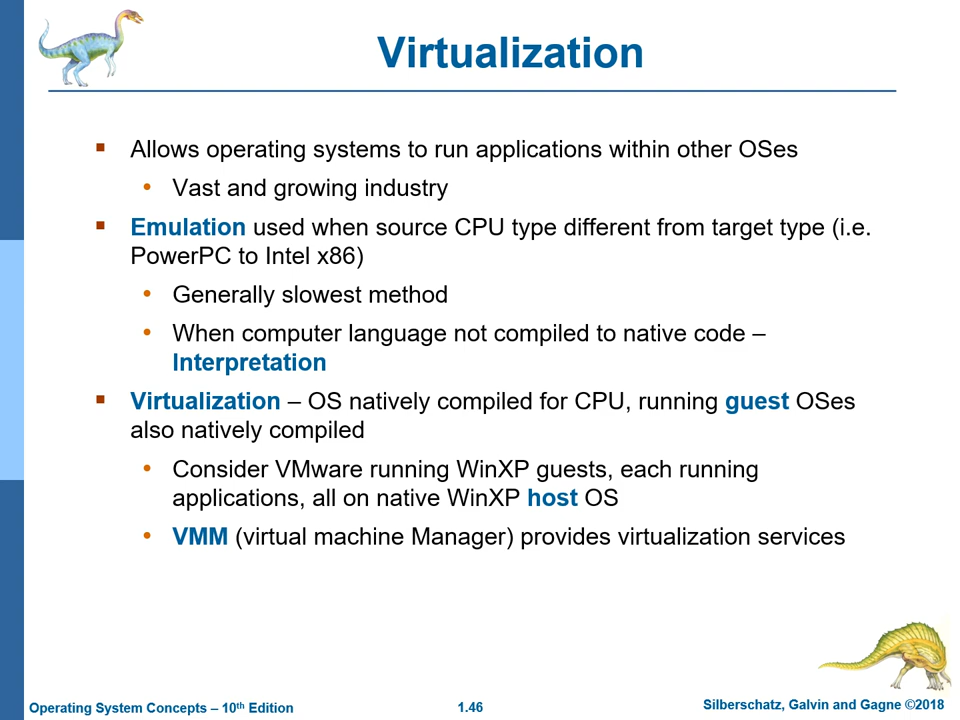 Virtualization
▪ Allows operating systems to run applications within other OSes
• Vast and growing industry
▪ Emulation used when source CPU type different from target type (i.e.
PowerPC to Intel x86)
• Generally slowest method
• When computer language not compiled to native code –
Interpretation
▪ Virtualization – OS natively compiled for CPU, running guest OSes
also natively compiled
• Consider VMware running WinXP guests, each running
applications, all on native WinXP host OS
• VMM (virtual machine Manager) provides virtualization services
Operating System Concepts – 10th Edition
1.46
Silberschatz, Galvin and Gagne ©2018